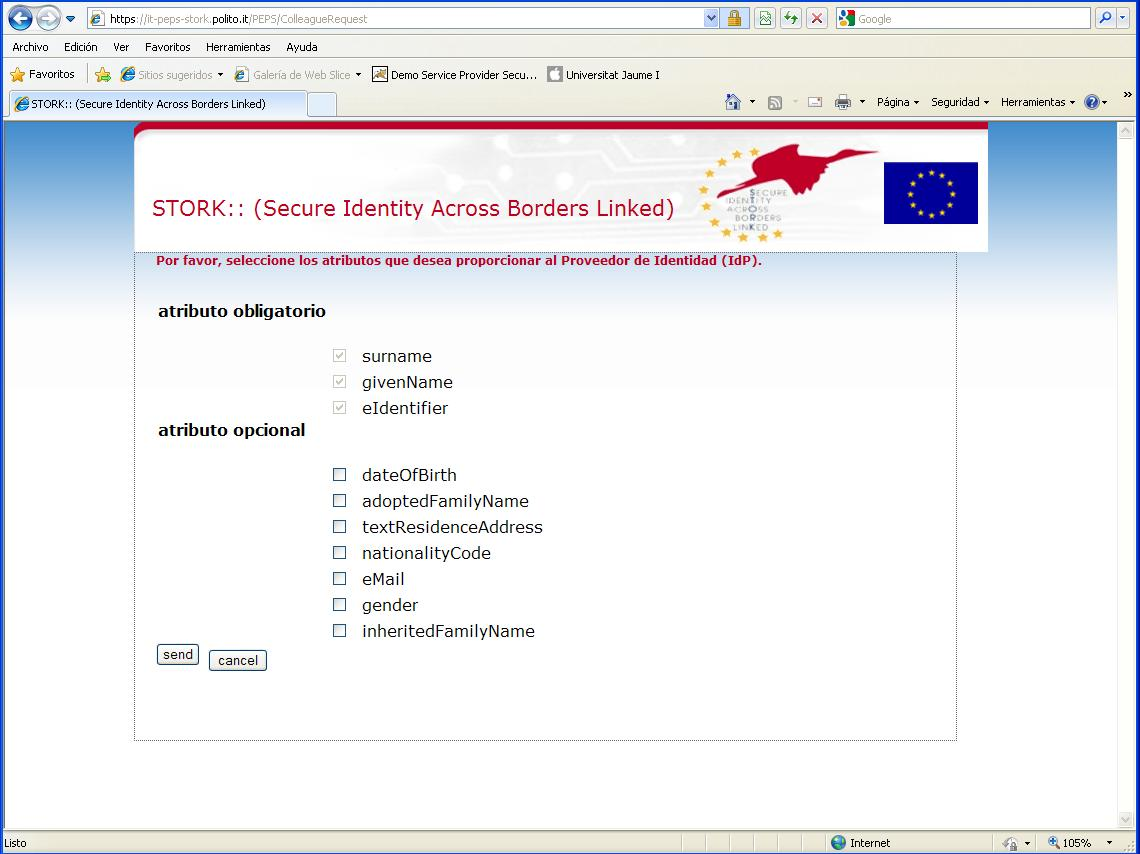 https://it-peps-stork.polito.it/PEPS/ColleagueRequest
Google
Archivo Edición Ver Favoritos Herramientas Ayuda
Favoritos Sitios sugeridos Galería de Web Slice Demo Service Provider Secu... Universitat Jaume I
STORK:: (Secure Identity Across Borders Linked)
Página Seguridad Herramientas
STORK:: (Secure Identity Across Borders Linked)
SECURE
IDENTITY
ACROSS
BORDERS
LINKED
Por favor, seleccione los atributos que desea proporcionar al Proveedor de Identidad (IdP).
atributo obligatorio
surname
givenName
eIdentifier
atributo opcional
dateOfBirth
adoptedFamilyName
textResidenceAddress
nationalityCode
eMail
gender
inheritedFamilyName
send
cancel
Listo
Internet
105%